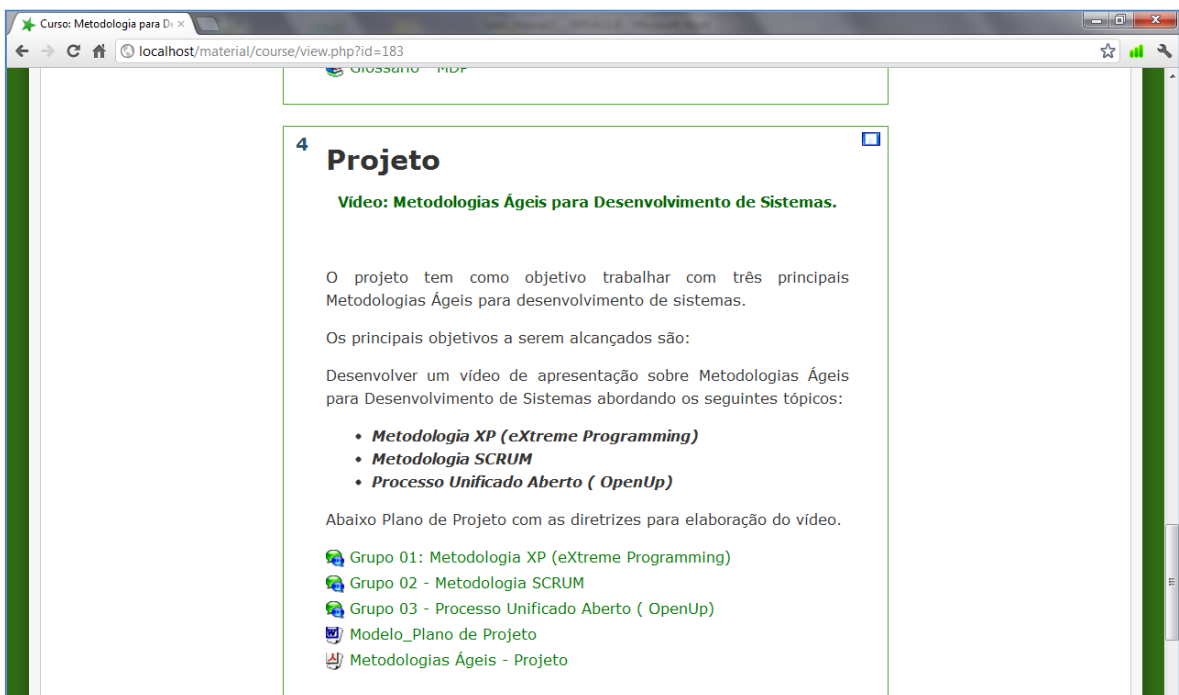 Curso: Metodologia para De
localhost/material/course/view.php?id=183
Glossário - MDP
4
Projeto
Vídeo: Metodologias Ágeis para Desenvolvimento de Sistemas.
O projeto tem como objetivo trabalhar com três principais
Metodologias Ágeis para desenvolvimento de sistemas.
Os principais objetivos a serem alcançados são:
Desenvolver um vídeo de apresentação sobre Metodologias Ágeis
para Desenvolvimento de Sistemas abordando os seguintes tópicos:
• Metodologia XP (eXtreme Programming)
• Metodologia SCRUM
• Processo Unificado Aberto ( OpenUp)
Abaixo Plano de Projeto com as diretrizes para elaboração do vídeo.
Grupo 01: Metodologia XP (eXtreme Programming)
Grupo 02 - Metodologia SCRUM
Grupo 03 - Processo Unificado Aberto ( OpenUp)
Modelo_Plano de Projeto
Metodologias Ágeis - Projeto